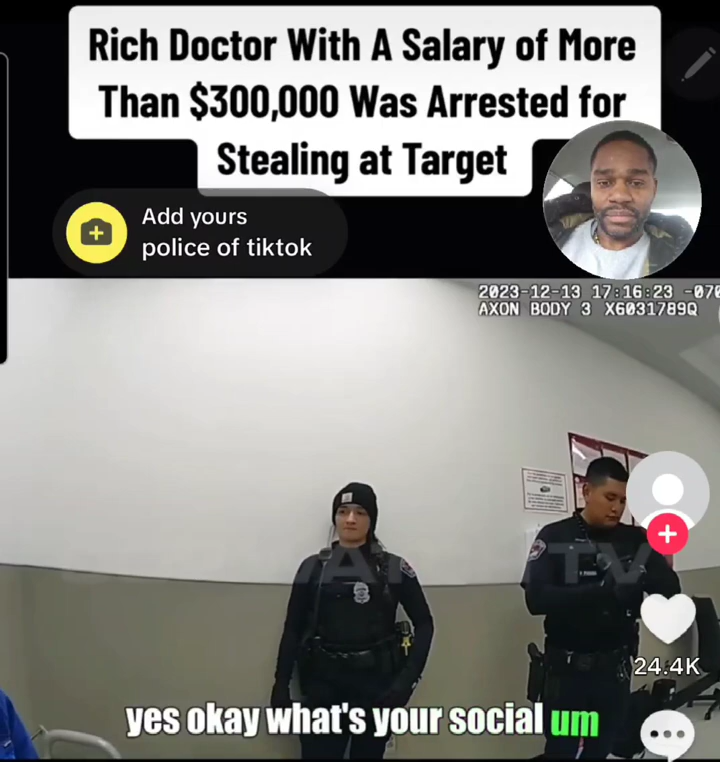 Rich Doctor With A Salary of More
Than $300,000 Was Arrested for
Stealing at Target
Add yours
police of tiktok
2023-12-13 17:16:23 -070
AXON BODY 3 X6031789Q
TV
24.4K
yes okay what's your social um